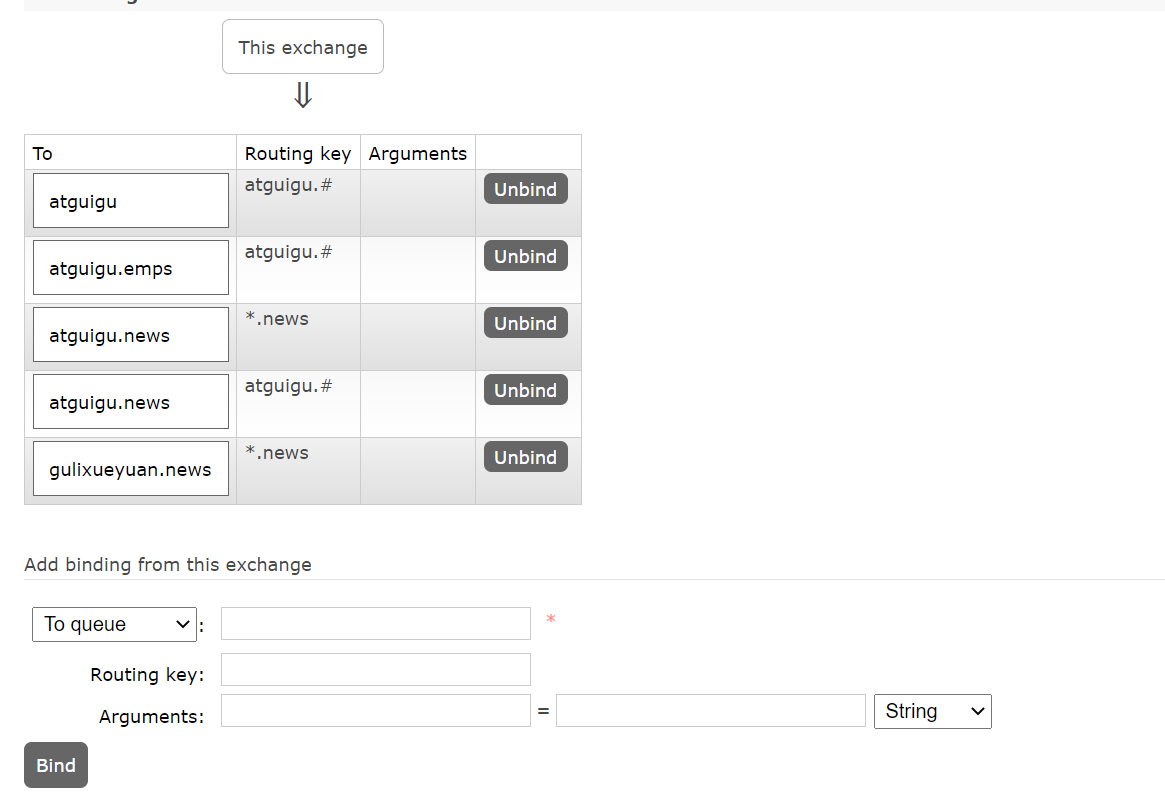 This exchange
⇓
To Routing key Arguments
atguigu atguigu.# Unbind
atguigu.emps atguigu.# Unbind
atguigu.news *.news Unbind
atguigu.news atguigu.# Unbind
gulixueyuan.news *.news Unbind
Add binding from this exchange
To queue : *
Routing key:
Arguments: = String
Bind